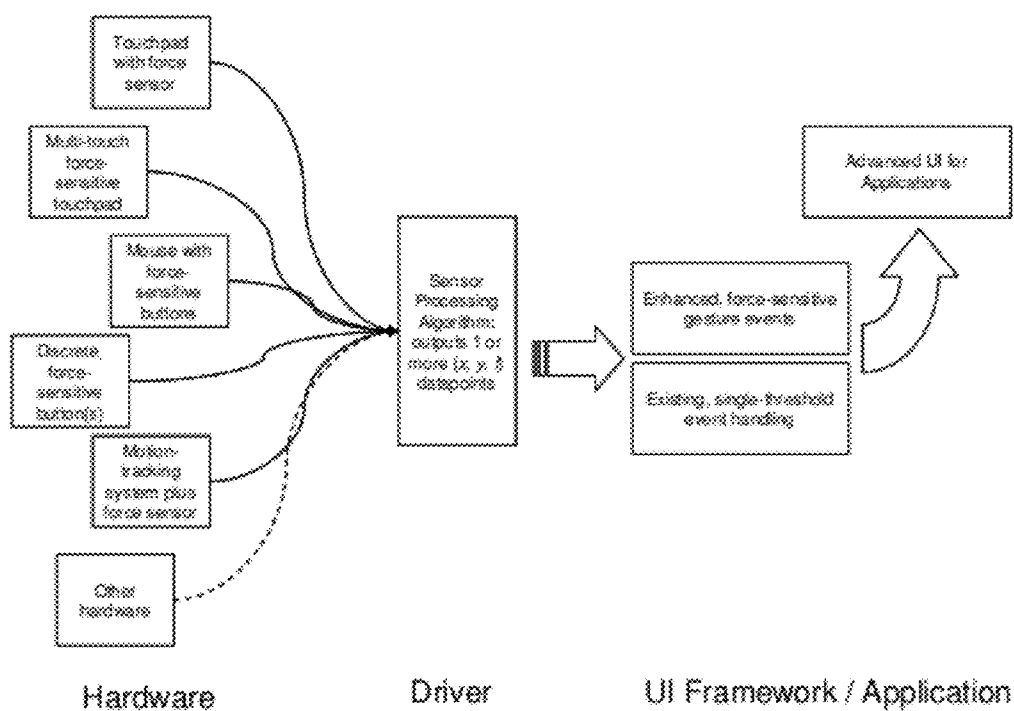 Touchpad
with force
sensor
Multi-touch
force-
sensitive
touchpad
Mouse with
force-
sensitive
buttons
Discrete,
force-
sensitive
button(s)
Motion-
tracking
system plus
force sensor
Other
hardware
Sensor
Processing
Algorithm:
outputs 1 or
more (x, y, f)
datapoints
Enhanced, force-sensitive
gesture events
Existing, single-threshold
event handling
Advanced UI for
Applications
Hardware
Driver
UI Framework / Application